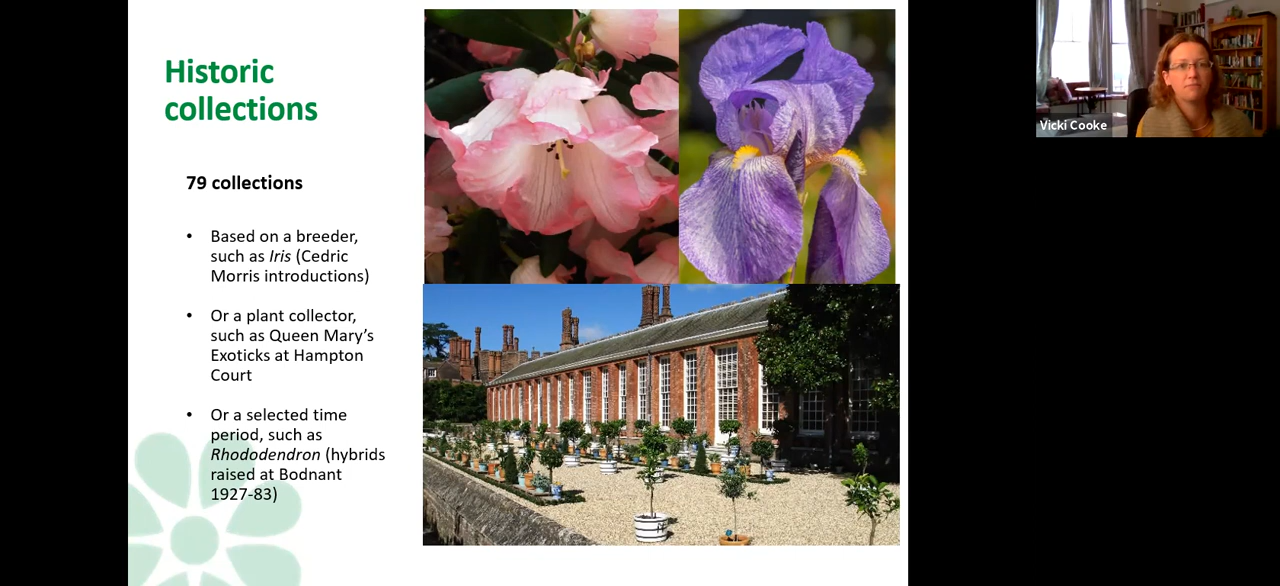 Historic
collections
79 collections
• Based on a breeder,
such as Iris (Cedric
Morris introductions)
• Or a plant collector,
such as Queen Mary's
Exoticks at Hampton
Court
• Or a selected time
period, such as
Rhododendron (hybrids
raised at Bodnant
1927-83)
Vicki Cooke